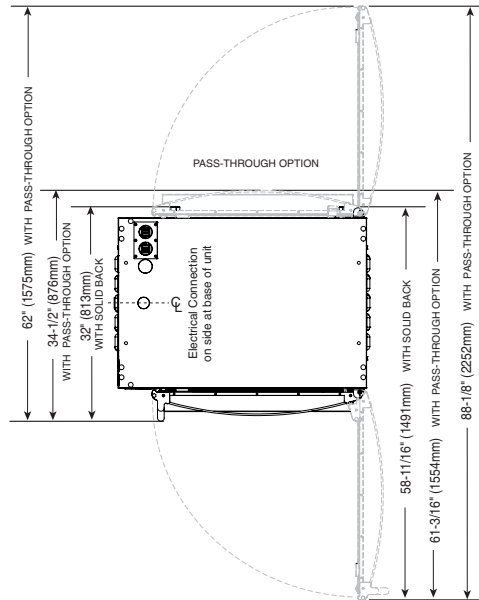 PASS-THROUGH OPTION
62" (1575mm) WITH PASS-THROUGH OPTION
34-1/2" (876mm)
WITH PASS-THROUGH OPTION
32" (813mm)
WITH SOLID BACK
Electrical Connection
on side at base of unit
58-11/16" (1491mm) WITH SOLID BACK
61-3/16" (1554mm) WITH PASS-THROUGH OPTION
88-1/8" (2252mm) WITH PASS-THROUGH OPTION